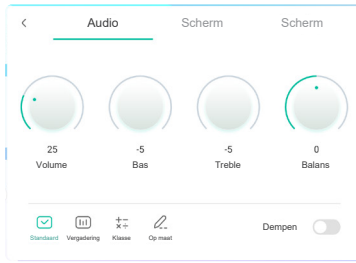 Audio Scherm Scherm
25 -5 -5 0
Volume Bas Treble Balans
Standaard Vergadering Klasse Op maat Dempen